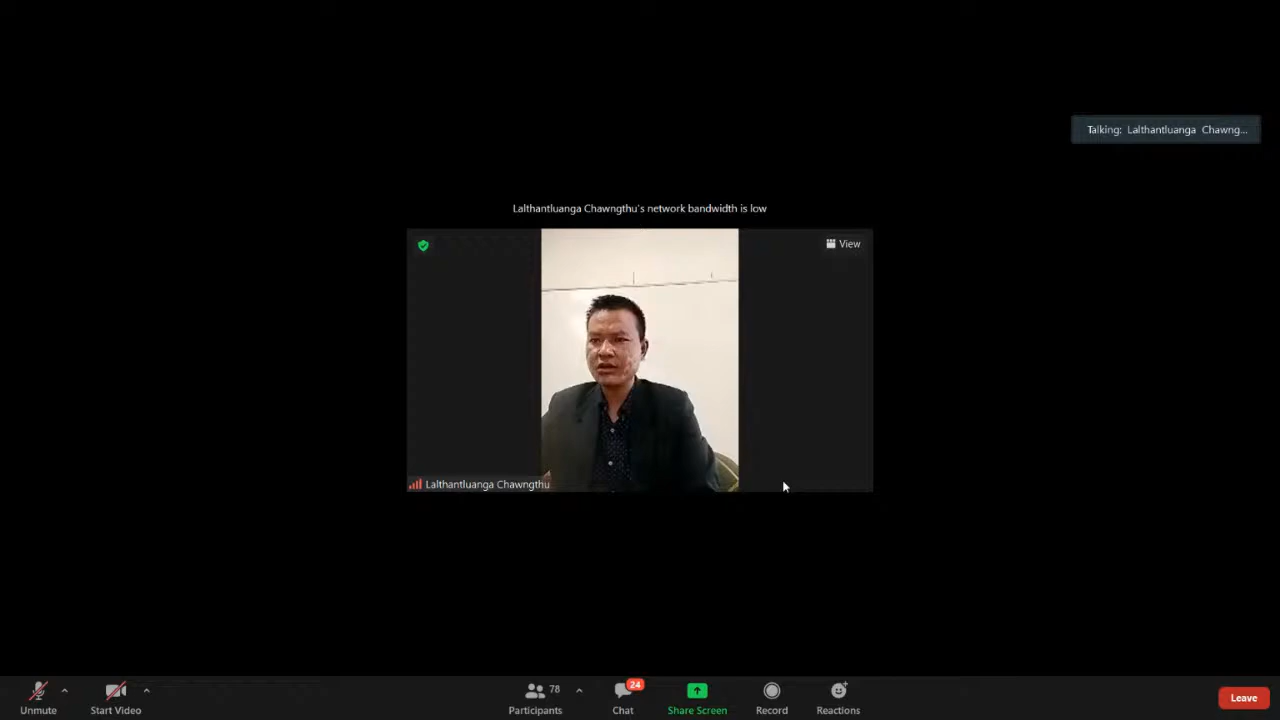 Talking: Lalthantluanga Chawng...
Lalthantluanga Chawngthu's network bandwidth is low
View
Lalthantluanga Chawngthu
Unmute
Start Video
78
Participants
24
Chat
Share Screen
Record
Reactions
Leave